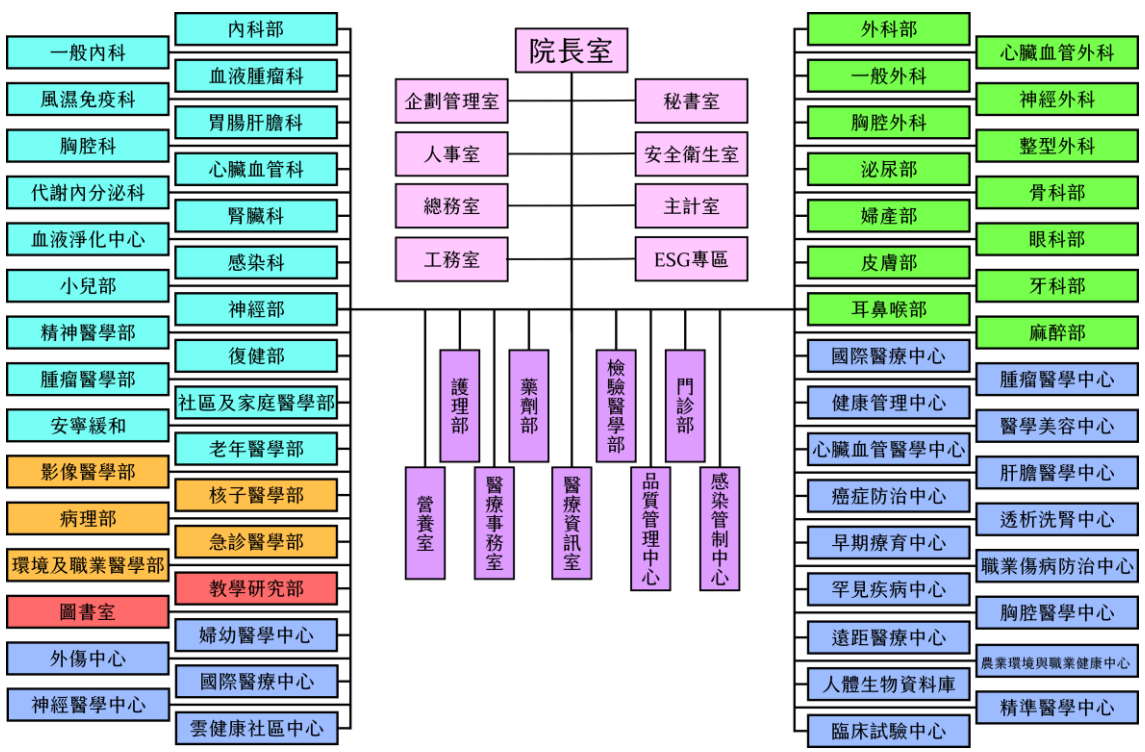 內科部
一般內科
血液腫瘤科
風濕免疫科
胃腸肝膽科
胸腔科
心臟血管科
代謝內分泌科
腎臟科
血液淨化中心
感染科
小兒部
神經部
精神醫學部
復健部
腫瘤醫學部
社區及家庭醫學部
安寧緩和
老年醫學部
影像醫學部
核子醫學部
病理部
急診醫學部
環境及職業醫學部
教學研究部
圖書室
婦幼醫學中心
外傷中心
國際醫療中心
神經醫學中心
雲健康社區中心
院長室
企劃管理室
秘書室
人事室
安全衛生室
總務室
主計室
工務室
ESG專區
護理部
藥劑部
檢驗醫學部
門診部
營養室
醫療事務室
醫療資訊室
品質管理中心
感染管制中心
外科部
心臟血管外科
一般外科
神經外科
胸腔外科
整型外科
泌尿部
骨科部
婦產部
眼科部
皮膚部
牙科部
耳鼻喉部
麻醉部
國際醫療中心
腫瘤醫學中心
健康管理中心
醫學美容中心
心臟血管醫學中心
肝膽醫學中心
癌症防治中心
透析洗腎中心
早期療育中心
職業傷病防治中心
罕見疾病中心
胸腔醫學中心
遠距醫療中心
農業環境與職業健康中心
人體生物資料庫
精準醫學中心
臨床試驗中心